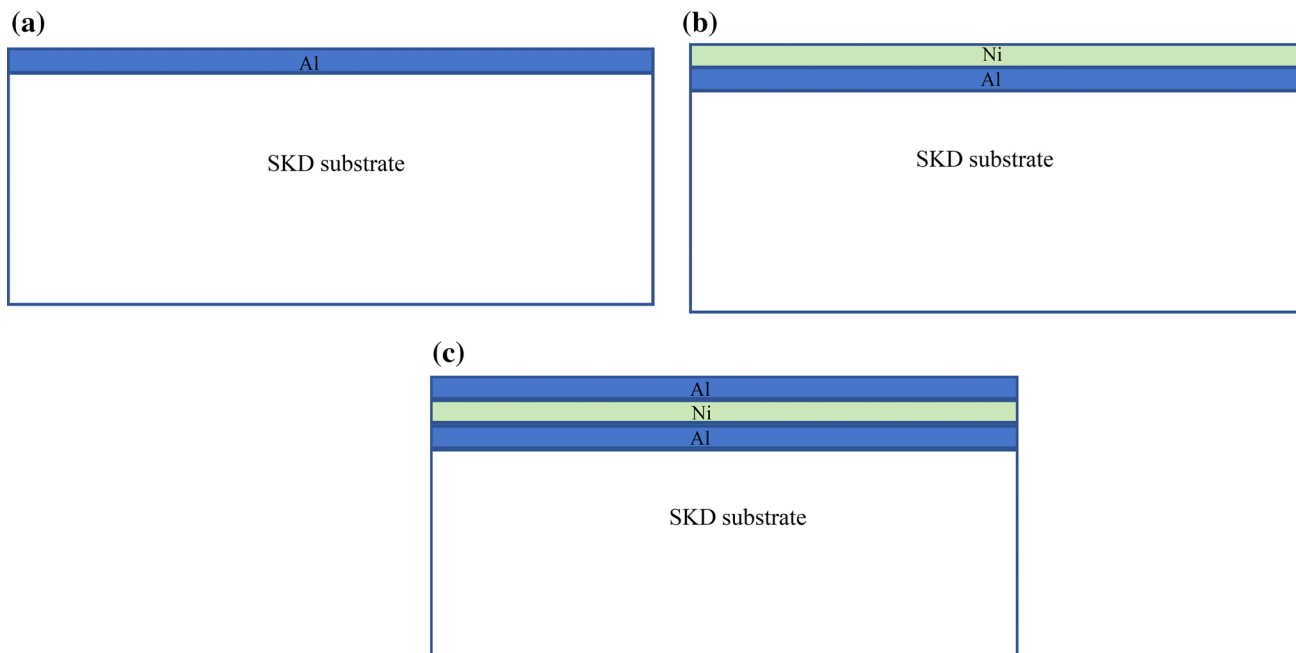 (a)
Al
SKD substrate
(b)
Ni
Al
SKD substrate
(c)
Al
Ni
Al
SKD substrate